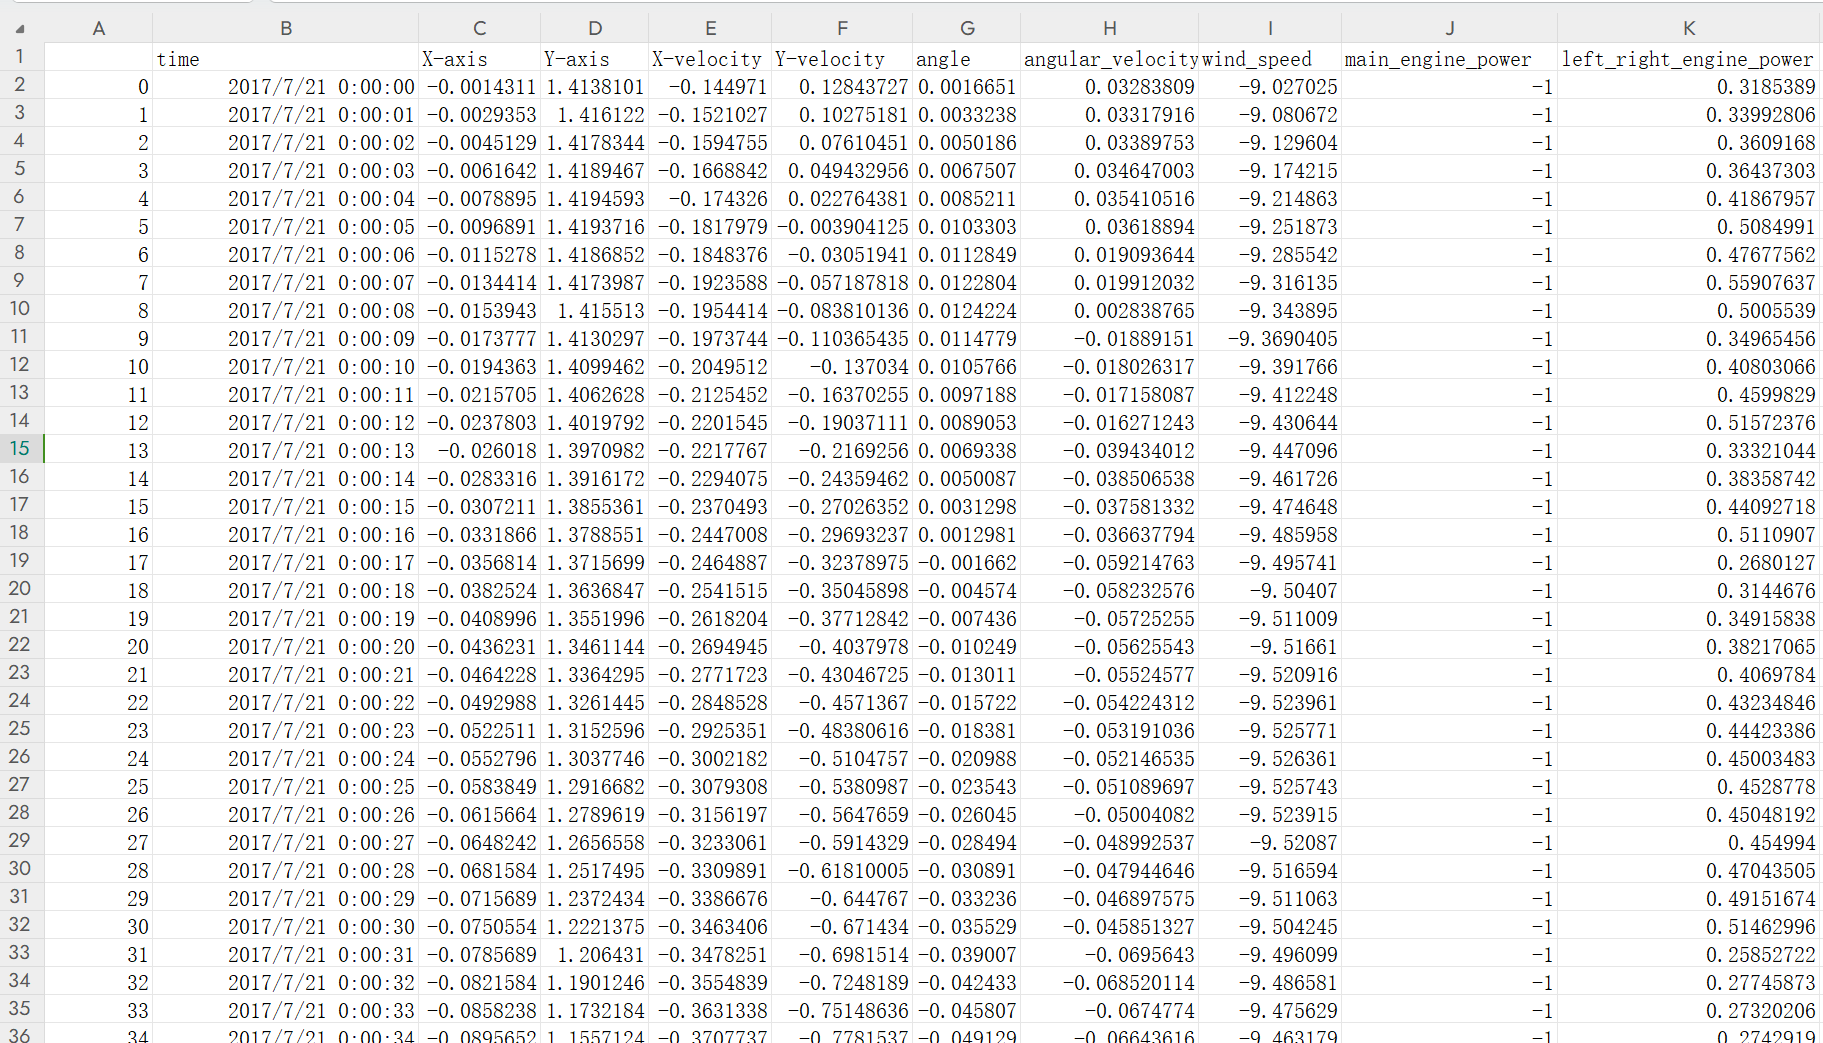 A B C D E F G H I J K
1 time X-axis Y-axis X-velocity Y-velocity angle angular_velocity wind_speed main_engine_power left_right_engine_power
2 0 2017/7/21 0:00:00 -0.0014311 1.4138101 -0.144971 0.12843727 0.0016651 0.03283809 -9.027025 -1 0.3185389
3 1 2017/7/21 0:00:01 -0.0029353 1.416122 -0.1521027 0.10275181 0.0033238 0.03317916 -9.080672 -1 0.33992806
4 2 2017/7/21 0:00:02 -0.0045129 1.4178344 -0.1594755 0.07610451 0.0050186 0.03389753 -9.129604 -1 0.3609168
5 3 2017/7/21 0:00:03 -0.0061642 1.4189467 -0.1668842 0.049432956 0.0067507 0.034647003 -9.174215 -1 0.36437303
6 4 2017/7/21 0:00:04 -0.0078895 1.4194593 -0.174326 0.022764381 0.0085211 0.035410516 -9.214863 -1 0.41867957
7 5 2017/7/21 0:00:05 -0.0096891 1.4193716 -0.1817979 -0.003904125 0.0103303 0.03618894 -9.251873 -1 0.5084991
8 6 2017/7/21 0:00:06 -0.0115278 1.4186852 -0.1848376 -0.03051941 0.0112849 0.019093644 -9.285542 -1 0.47677562
9 7 2017/7/21 0:00:07 -0.0134414 1.4173987 -0.1923588 -0.057187818 0.0122804 0.019912032 -9.316135 -1 0.55907637
10 8 2017/7/21 0:00:08 -0.0153943 1.415513 -0.1954414 -0.083810136 0.0124224 0.002838765 -9.343895 -1 0.5005539
11 9 2017/7/21 0:00:09 -0.0173777 1.4130297 -0.1973744 -0.110365435 0.0114779 -0.01889151 -9.3690405 -1 0.34965456
12 10 2017/7/21 0:00:10 -0.0194363 1.4099462 -0.2049512 -0.137034 0.0105766 -0.018026317 -9.391766 -1 0.40803066
13 11 2017/7/21 0:00:11 -0.0215705 1.4062628 -0.2125452 -0.16370255 0.0097188 -0.017158087 -9.412248 -1 0.4599829
14 12 2017/7/21 0:00:12 -0.0237803 1.4019792 -0.2201545 -0.19037111 0.0089053 -0.016271243 -9.430644 -1 0.51572376
15 13 2017/7/21 0:00:13 -0.026018 1.3970982 -0.2217767 -0.2169256 0.0069338 -0.039434012 -9.447096 -1 0.33321044
16 14 2017/7/21 0:00:14 -0.0283316 1.3916172 -0.2294075 -0.24359462 0.0050087 -0.038506538 -9.461726 -1 0.38358742
17 15 2017/7/21 0:00:15 -0.0307211 1.3855361 -0.2370493 -0.27026352 0.0031298 -0.037581332 -9.474648 -1 0.44092718
18 16 2017/7/21 0:00:16 -0.0331866 1.3788551 -0.2447008 -0.29693237 0.0012981 -0.036637794 -9.485958 -1 0.5110907
19 17 2017/7/21 0:00:17 -0.0356814 1.3715699 -0.2464887 -0.32378975 -0.001662 -0.059214763 -9.495741 -1 0.2680127
20 18 2017/7/21 0:00:18 -0.0382524 1.3636847 -0.2541515 -0.35045898 -0.004574 -0.058232576 -9.50407 -1 0.3144676
21 19 2017/7/21 0:00:19 -0.0408996 1.3551996 -0.2618204 -0.37712842 -0.007436 -0.05725255 -9.511009 -1 0.34915838
22 20 2017/7/21 0:00:20 -0.0436231 1.3461144 -0.2694945 -0.4037978 -0.010249 -0.05625543 -9.51661 -1 0.38217065
23 21 2017/7/21 0:00:21 -0.0464228 1.3364295 -0.2771723 -0.43046725 -0.013011 -0.05524577 -9.520916 -1 0.4069784
24 22 2017/7/21 0:00:22 -0.0492988 1.3261445 -0.2848528 -0.4571367 -0.015722 -0.054224312 -9.523961 -1 0.43234846
25 23 2017/7/21 0:00:23 -0.0522511 1.3152596 -0.2925351 -0.48380616 -0.018381 -0.053191036 -9.525771 -1 0.44423386
26 24 2017/7/21 0:00:24 -0.0552796 1.3037746 -0.3002182 -0.5104757 -0.020988 -0.052146535 -9.526361 -1 0.45003483
27 25 2017/7/21 0:00:25 -0.0583849 1.2916682 -0.3079308 -0.5380987 -0.023543 -0.051089697 -9.525743 -1 0.4528778
28 26 2017/7/21 0:00:26 -0.0615664 1.2789619 -0.3156197 -0.5647659 -0.026045 -0.05004082 -9.523915 -1 0.45048192
29 27 2017/7/21 0:00:27 -0.0648242 1.2656558 -0.3233061 -0.5914329 -0.028494 -0.048992537 -9.52087 -1 0.454994
30 28 2017/7/21 0:00:28 -0.0681584 1.2517495 -0.3309891 -0.61810005 -0.030891 -0.047944646 -9.516594 -1 0.47043505
31 29 2017/7/21 0:00:29 -0.0715689 1.2372434 -0.3386676 -0.644767 -0.033236 -0.046897575 -9.511063 -1 0.49151674
32 30 2017/7/21 0:00:30 -0.0750554 1.2221375 -0.3463406 -0.671434 -0.035529 -0.045851327 -9.504245 -1 0.51462996
33 31 2017/7/21 0:00:31 -0.0785689 1.206431 -0.3478251 -0.6981514 -0.039007 -0.0695643 -9.496099 -1 0.25852722
34 32 2017/7/21 0:00:32 -0.0821584 1.1901246 -0.3554839 -0.7248189 -0.042433 -0.068520114 -9.486581 -1 0.27745873
35 33 2017/7/21 0:00:33 -0.0858238 1.1732184 -0.3631338 -0.75148636 -0.045807 -0.0674774 -9.475629 -1 0.27320206
36 34 2017/7/21 0:00:34 -0.0895652 1.1557124 -0.3707737 -0.7781537 -0.049129 -0.06643616 -9.463179 -1 0.2742919